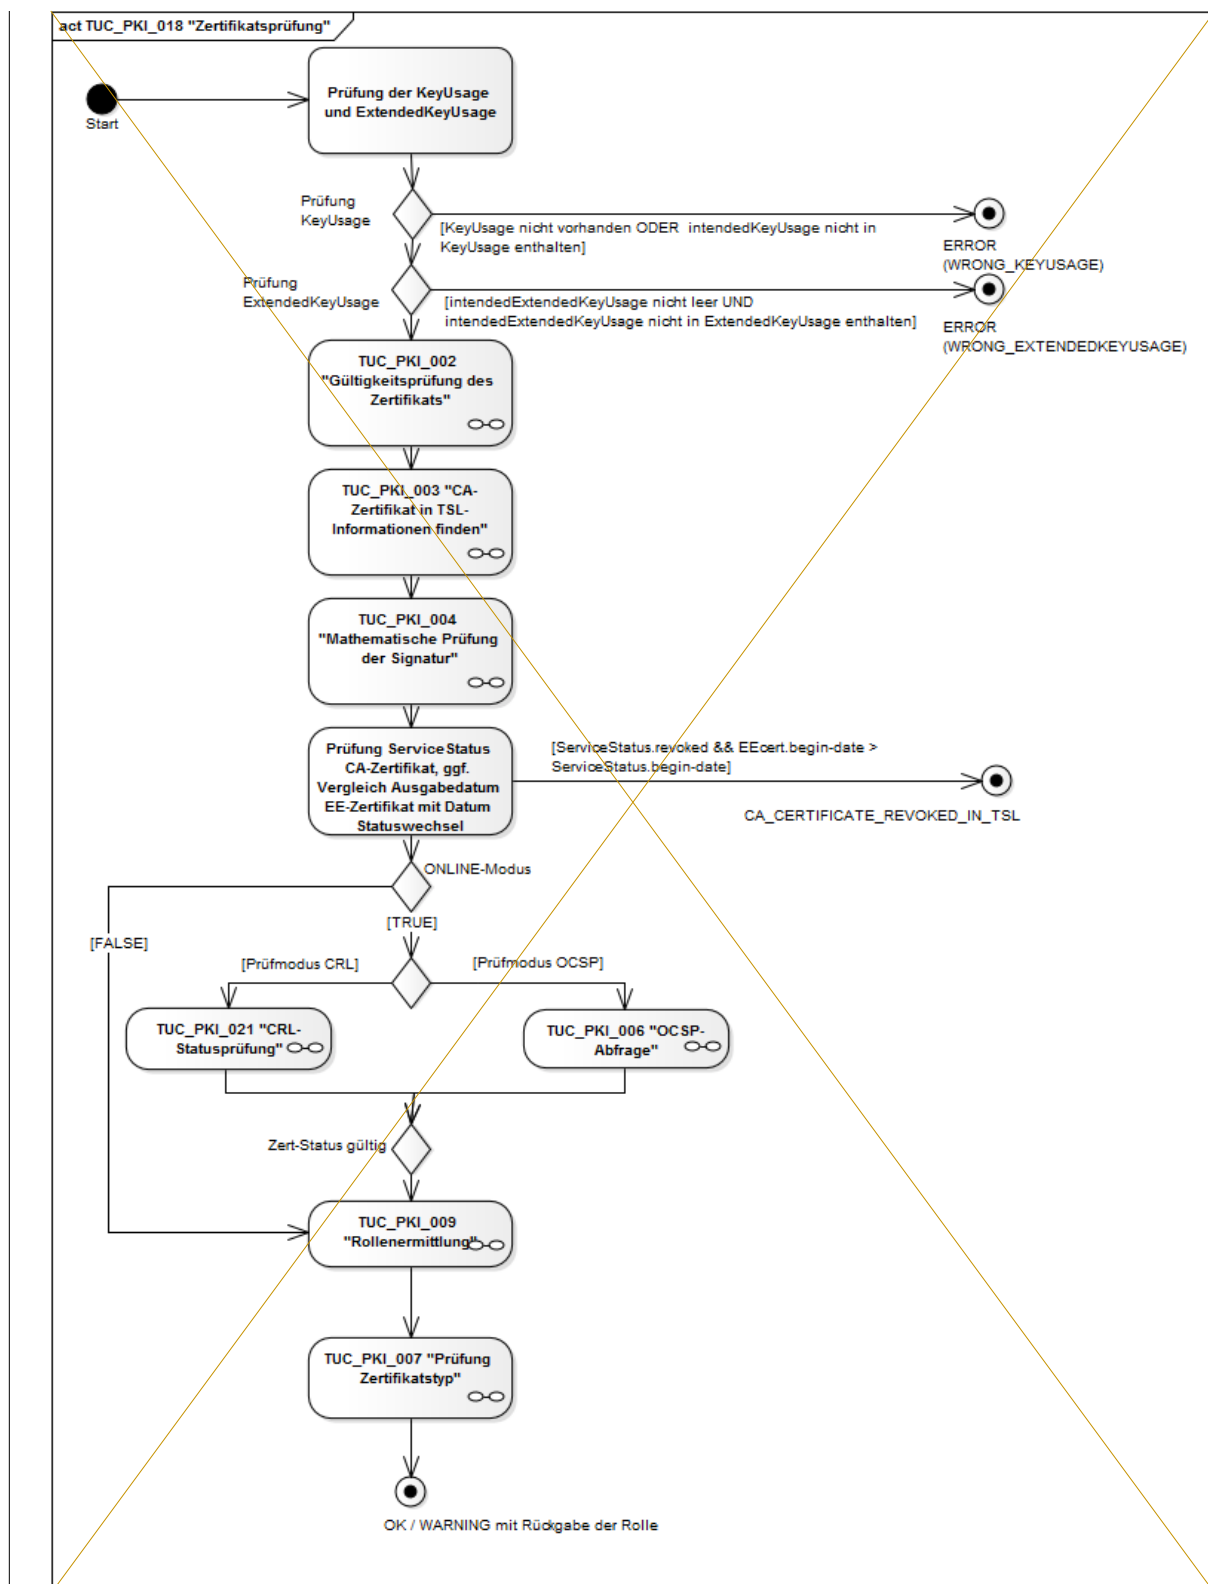 act TUC_PKI_018 "Zertifikatsprüfung"
Prüfung der KeyUsage
und ExtendedKeyUsage
Start
Prüfung
KeyUsage
[KeyUsage nicht vorhanden ODER intendedKeyUsage nicht in
KeyUsage enthalten]
ERROR
(WRONG_KEYUSAGE)
Prüfung
ExtendedKeyUsage
[intendedExtendedKeyUsage nicht leer UND
intendedExtendedKeyUsage nicht in ExtendedKeyUsage enthalten]
ERROR
(WRONG_EXTENDEDKEYUSAGE)
TUC_PKI_002
"Gültigkeitsprüfung des
Zertifikats"
TUC_PKI_003 "CA-
Zertifikat in TSL-
Informationen finden"
TUC_PKI_004
"Mathematische Prüfung
der Signatur"
Prüfung ServiceStatus
CA-Zertifikat, ggf.
Vergleich Ausgabedatum
EE-Zertifikat mit Datum
Statuswechsel
[ServiceStatus.revoked && EEcert.begin-date >
ServiceStatus.begin-date]
CA_CERTIFICATE_REVOKED_IN_TSL
ONLINE-Modus
[TRUE]
[FALSE]
[Prüfmodus CRL]
[Prüfmodus OCSP]
TUC_PKI_021 "CRL-
Statusprüfung"
TUC_PKI_006 "OCSP-
Abfrage"
Zert-Status gültig
TUC_PKI_009
"Rollenermittlung"
TUC_PKI_007 "Prüfung
Zertifikatstyp"
OK / WARNING mit Rückgabe der Rolle